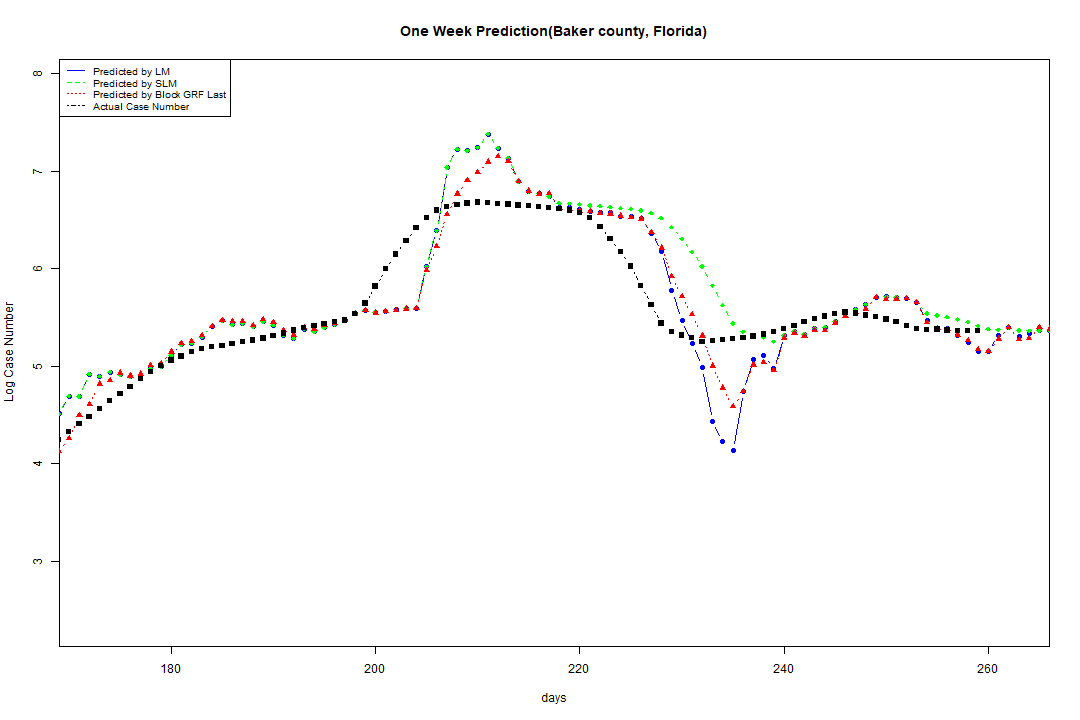 One Week Prediction(Baker county, Florida)
Predicted by LM
Predicted by SLM
Predicted by Block GRF Last
Actual Case Number
8
7
6
5
4
3
Log Case Number
180 200 220 240 260
days